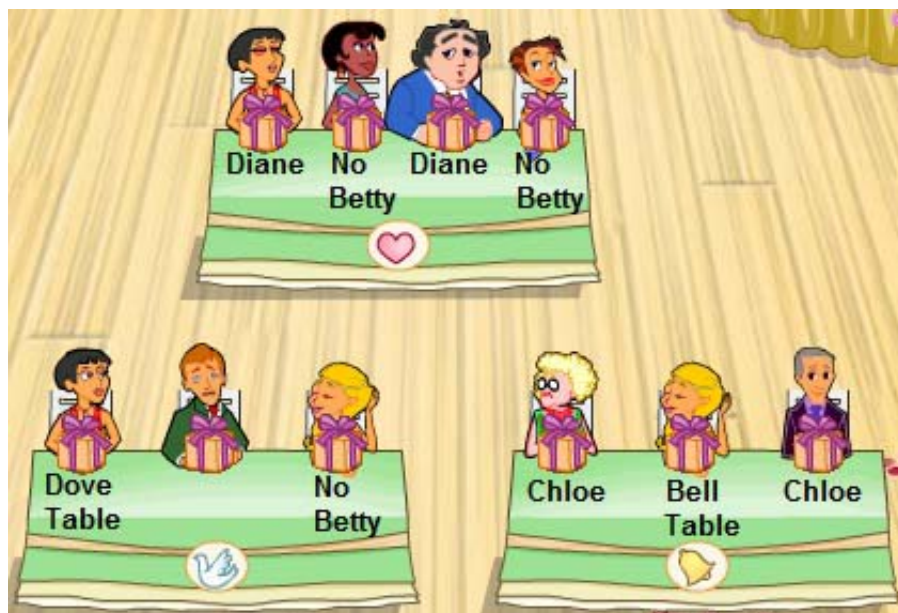 Diane No Diane No
Betty Betty
Dove No Chloe Bell Chloe
Table Betty Table